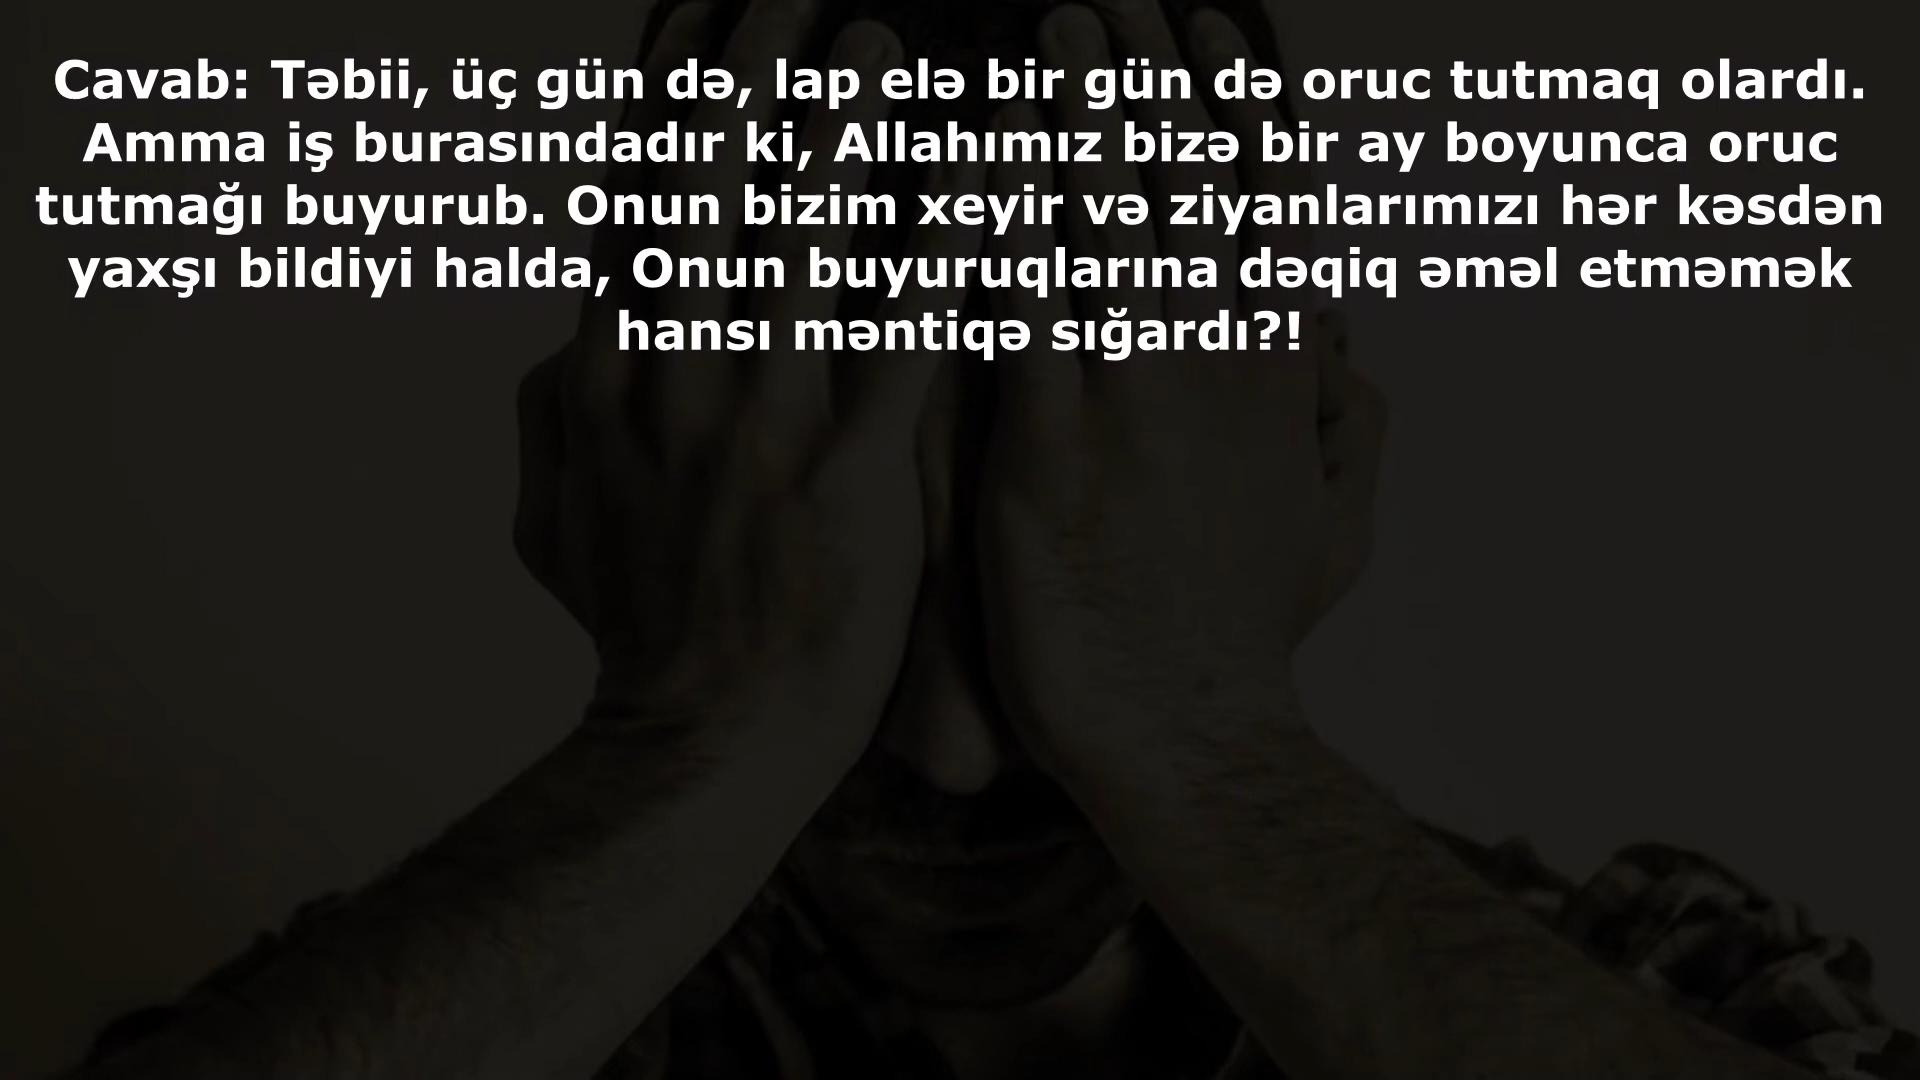 Cavab: Təbii, üç gün də, lap elə bir gün də oruc tutmaq olardı.
Amma iş burasındadır ki, Allahımız bizə bir ay boyunca oruc
tutmağı buyurub. Onun bizim xeyir və ziyanlarımızı hər kəsdən
yaxşı bildiyi halda, Onun buyuruqlarına dəqiq əməl etməmək
hansı məntiqə sığardı?!